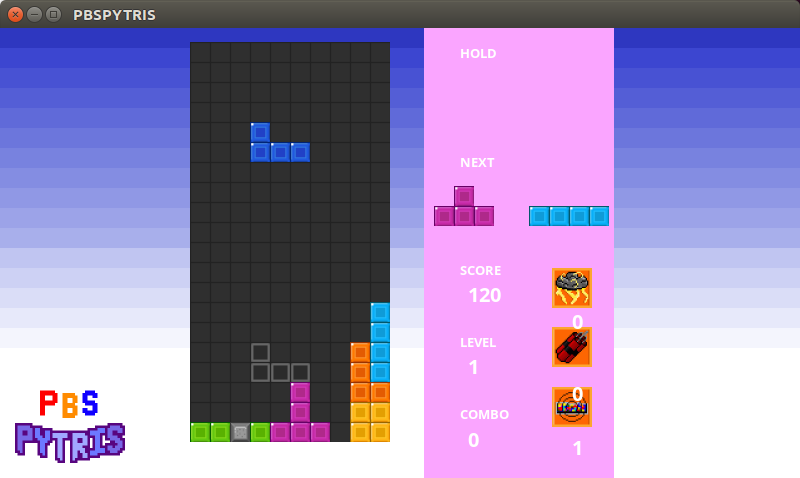 PBSPYTRIS
HOLD
NEXT
SCORE
120
0
LEVEL
1
0
COMBO
0
1
PBS
PYTRIS